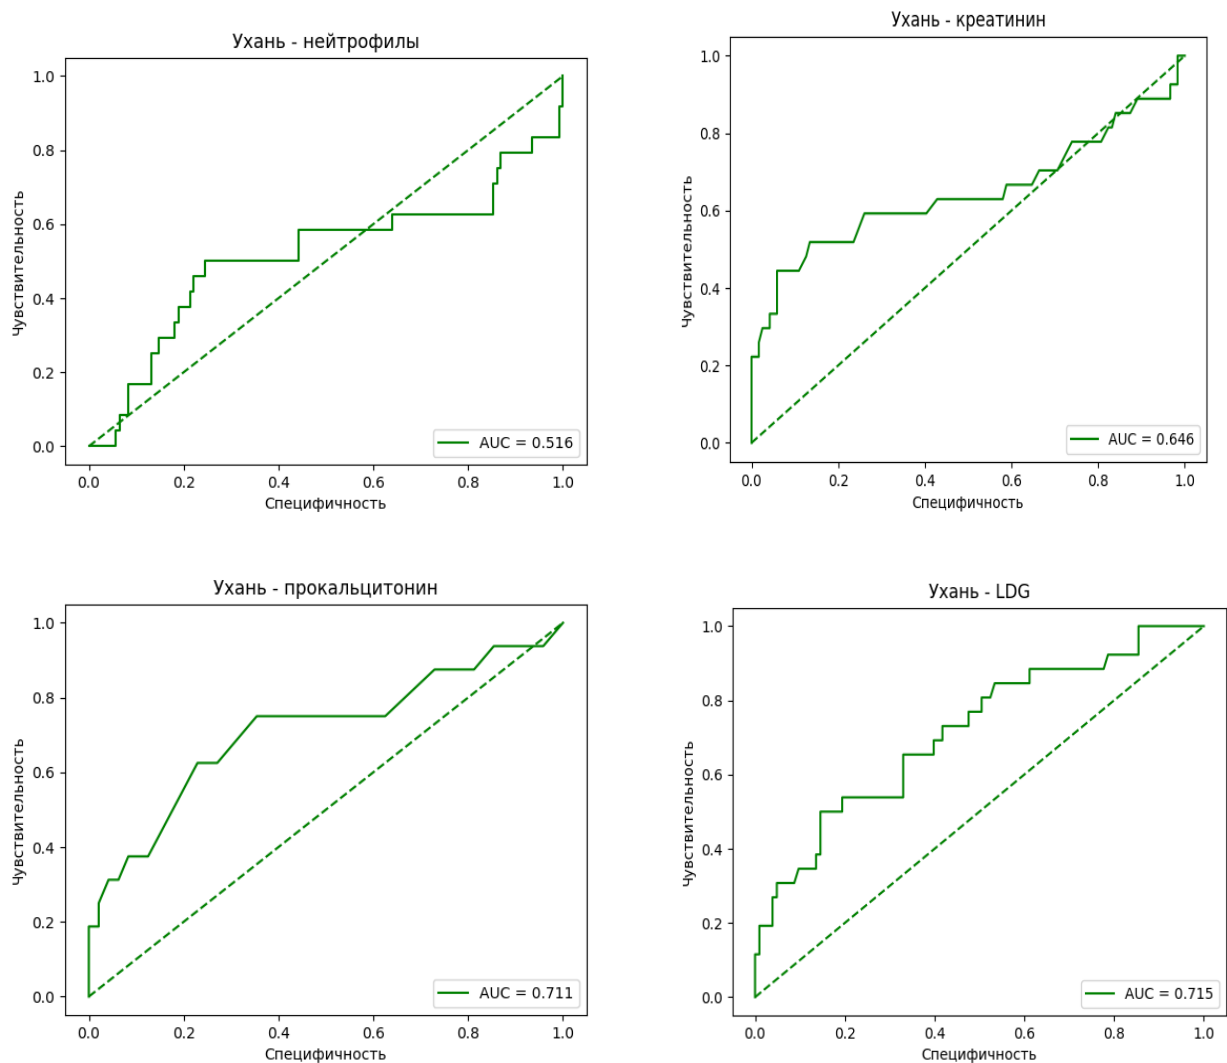 Ухань - нейтрофилы
1.0
0.8
0.6
0.4
0.2
0.0
Чувствительность
AUC = 0.516
0.0 0.2 0.4 0.6 0.8 1.0
Специфичность
Ухань - креатинин
1.0
0.8
0.6
0.4
0.2
0.0
Чувствительность
AUC = 0.646
0.0 0.2 0.4 0.6 0.8 1.0
Специфичность
Ухань - прокальцитонин
1.0
0.8
0.6
0.4
0.2
0.0
Чувствительность
AUC = 0.711
0.0 0.2 0.4 0.6 0.8 1.0
Специфичность
Ухань - LDG
1.0
0.8
0.6
0.4
0.2
0.0
Чувствительность
AUC = 0.715
0.0 0.2 0.4 0.6 0.8 1.0
Специфичность